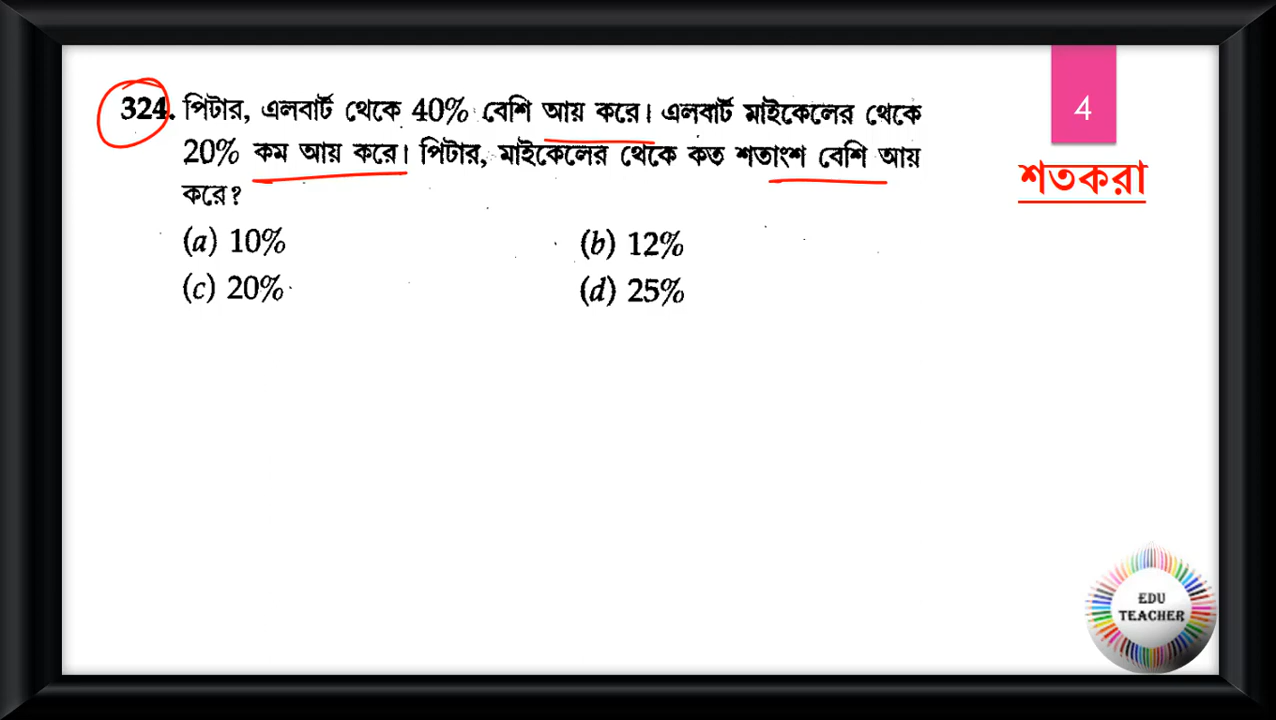 324. পিটার, এলবার্ট থেকে 40% বেশি আয় করে। এলবার্ট মাইকেলের থেকে
20% কম আয় করে। পিটার, মাইকেলের থেকে কত শতাংশ বেশি আয়
করে?
(a) 10% (b) 12%
(c) 20% (d) 25%
4
শতকরা
EDU
TEACHER